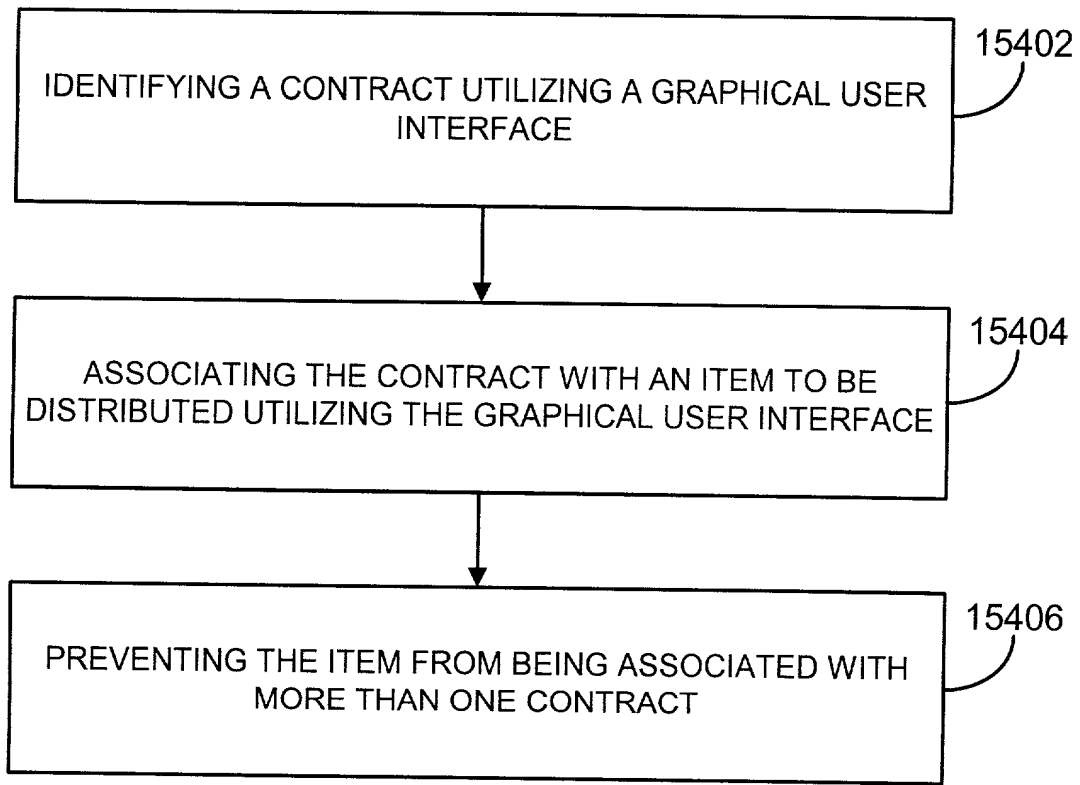 15402
IDENTIFYING A CONTRACT UTILIZING A GRAPHICAL USER
INTERFACE
15404
ASSOCIATING THE CONTRACT WITH AN ITEM TO BE
DISTRIBUTED UTILIZING THE GRAPHICAL USER INTERFACE
15406
PREVENTING THE ITEM FROM BEING ASSOCIATED WITH
MORE THAN ONE CONTRACT